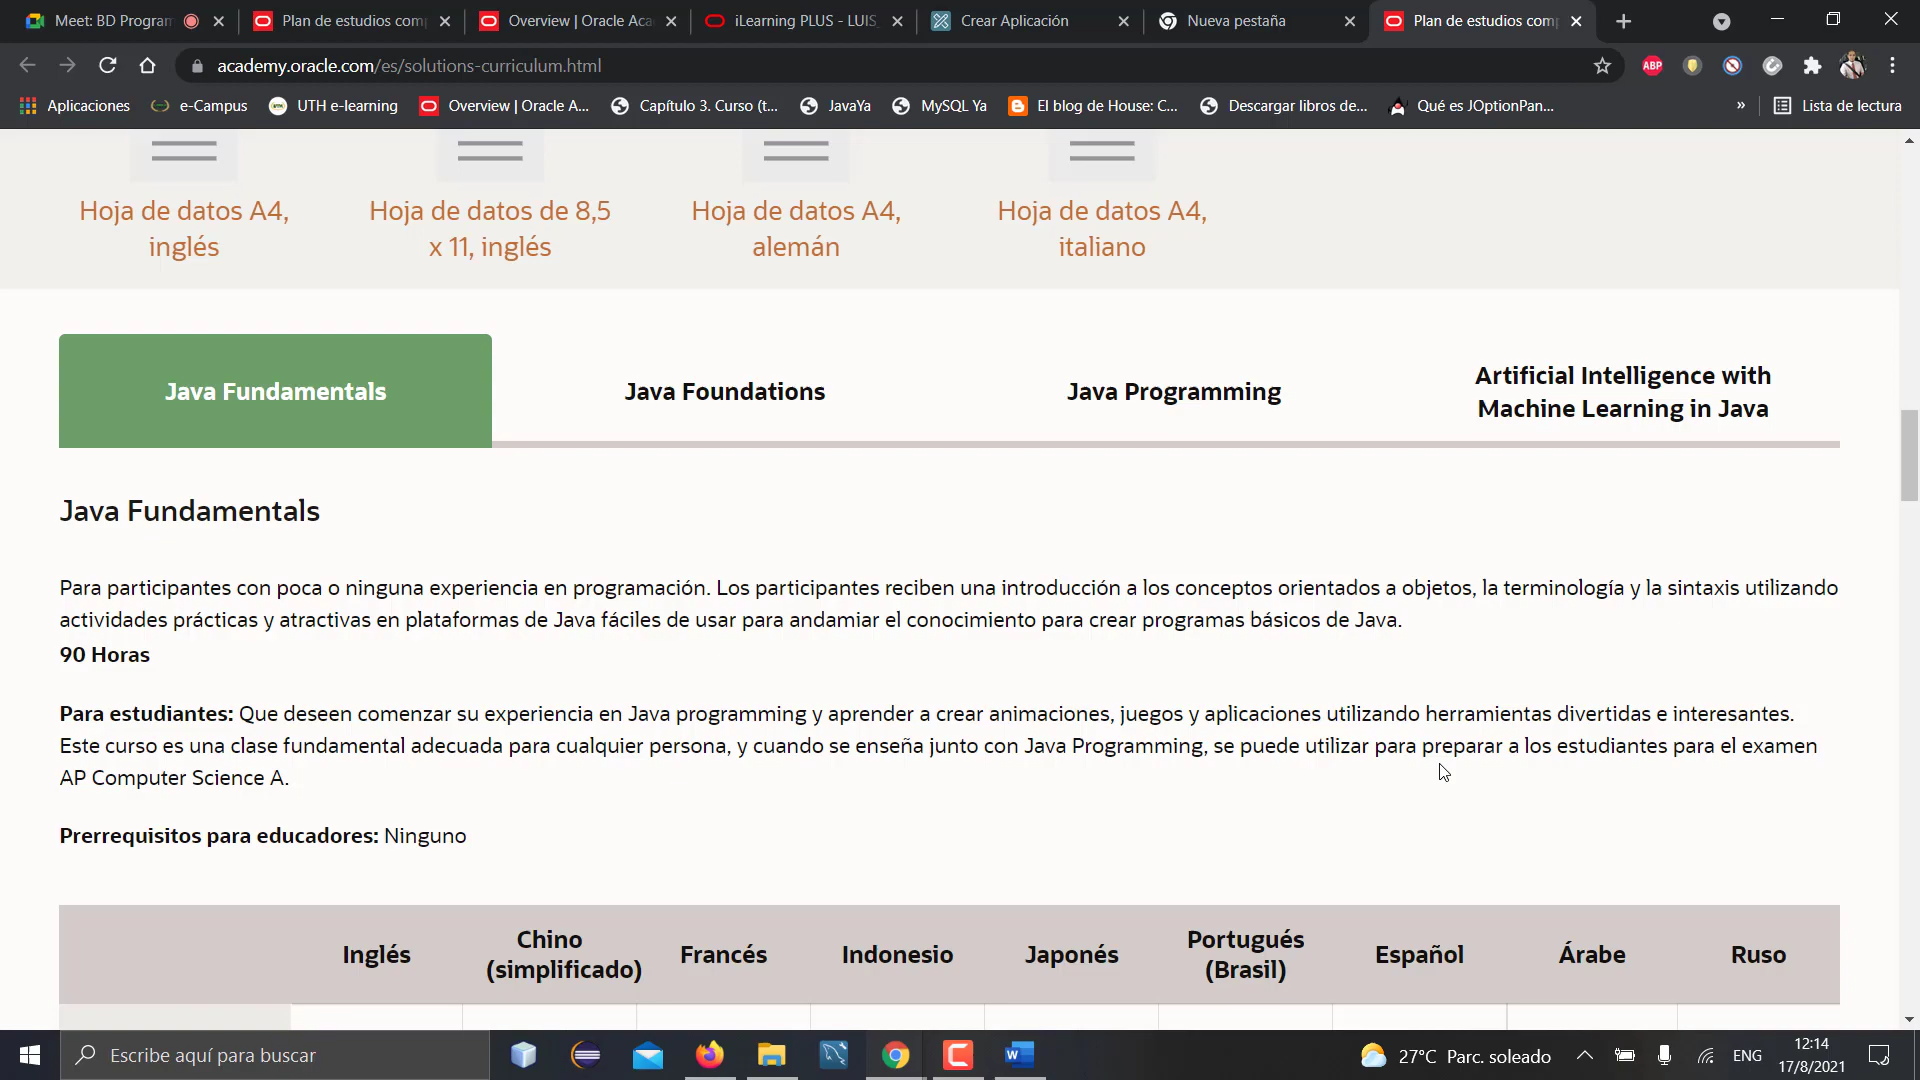 Meet: BD Program
Plan de estudios comp
Overview | Oracle Aca
iLearning PLUS - LUIS
Crear Aplicación
Nueva pestaña
Plan de estudios comp
academy.oracle.com/es/solutions-curriculum.html
ABP
Aplicaciones
e-Campus
UTH e-learning
Overview | Oracle A...
Capítulo 3. Curso (t...
JavaYa
MySQL Ya
El blog de House: C...
Descargar libros de...
Qué es JOptionPan...
»
Lista de lectura
Hoja de datos A4,
inglés
Hoja de datos de 8,5
x 11, inglés
Hoja de datos A4,
alemán
Hoja de datos A4,
italiano
Java Fundamentals
Java Foundations
Java Programming
Artificial Intelligence with
Machine Learning in Java
Java Fundamentals
Para participantes con poca o ninguna experiencia en programación. Los participantes reciben una introducción a los conceptos orientados a objetos, la terminología y la sintaxis utilizando
actividades prácticas y atractivas en plataformas de Java fáciles de usar para andamiar el conocimiento para crear programas básicos de Java.
90 Horas
Para estudiantes: Que deseen comenzar su experiencia en Java programming y aprender a crear animaciones, juegos y aplicaciones utilizando herramientas divertidas e interesantes.
Este curso es una clase fundamental adecuada para cualquier persona, y cuando se enseña junto con Java Programming, se puede utilizar para preparar a los estudiantes para el examen
AP Computer Science A.
Prerrequisitos para educadores: Ninguno
Inglés
Chino
(simplificado)
Francés
Indonesio
Japonés
Portugués
(Brasil)
Español
Árabe
Ruso
Escribe aquí para buscar
27°C Parc. soleado
ENG
12:14
17/8/2021